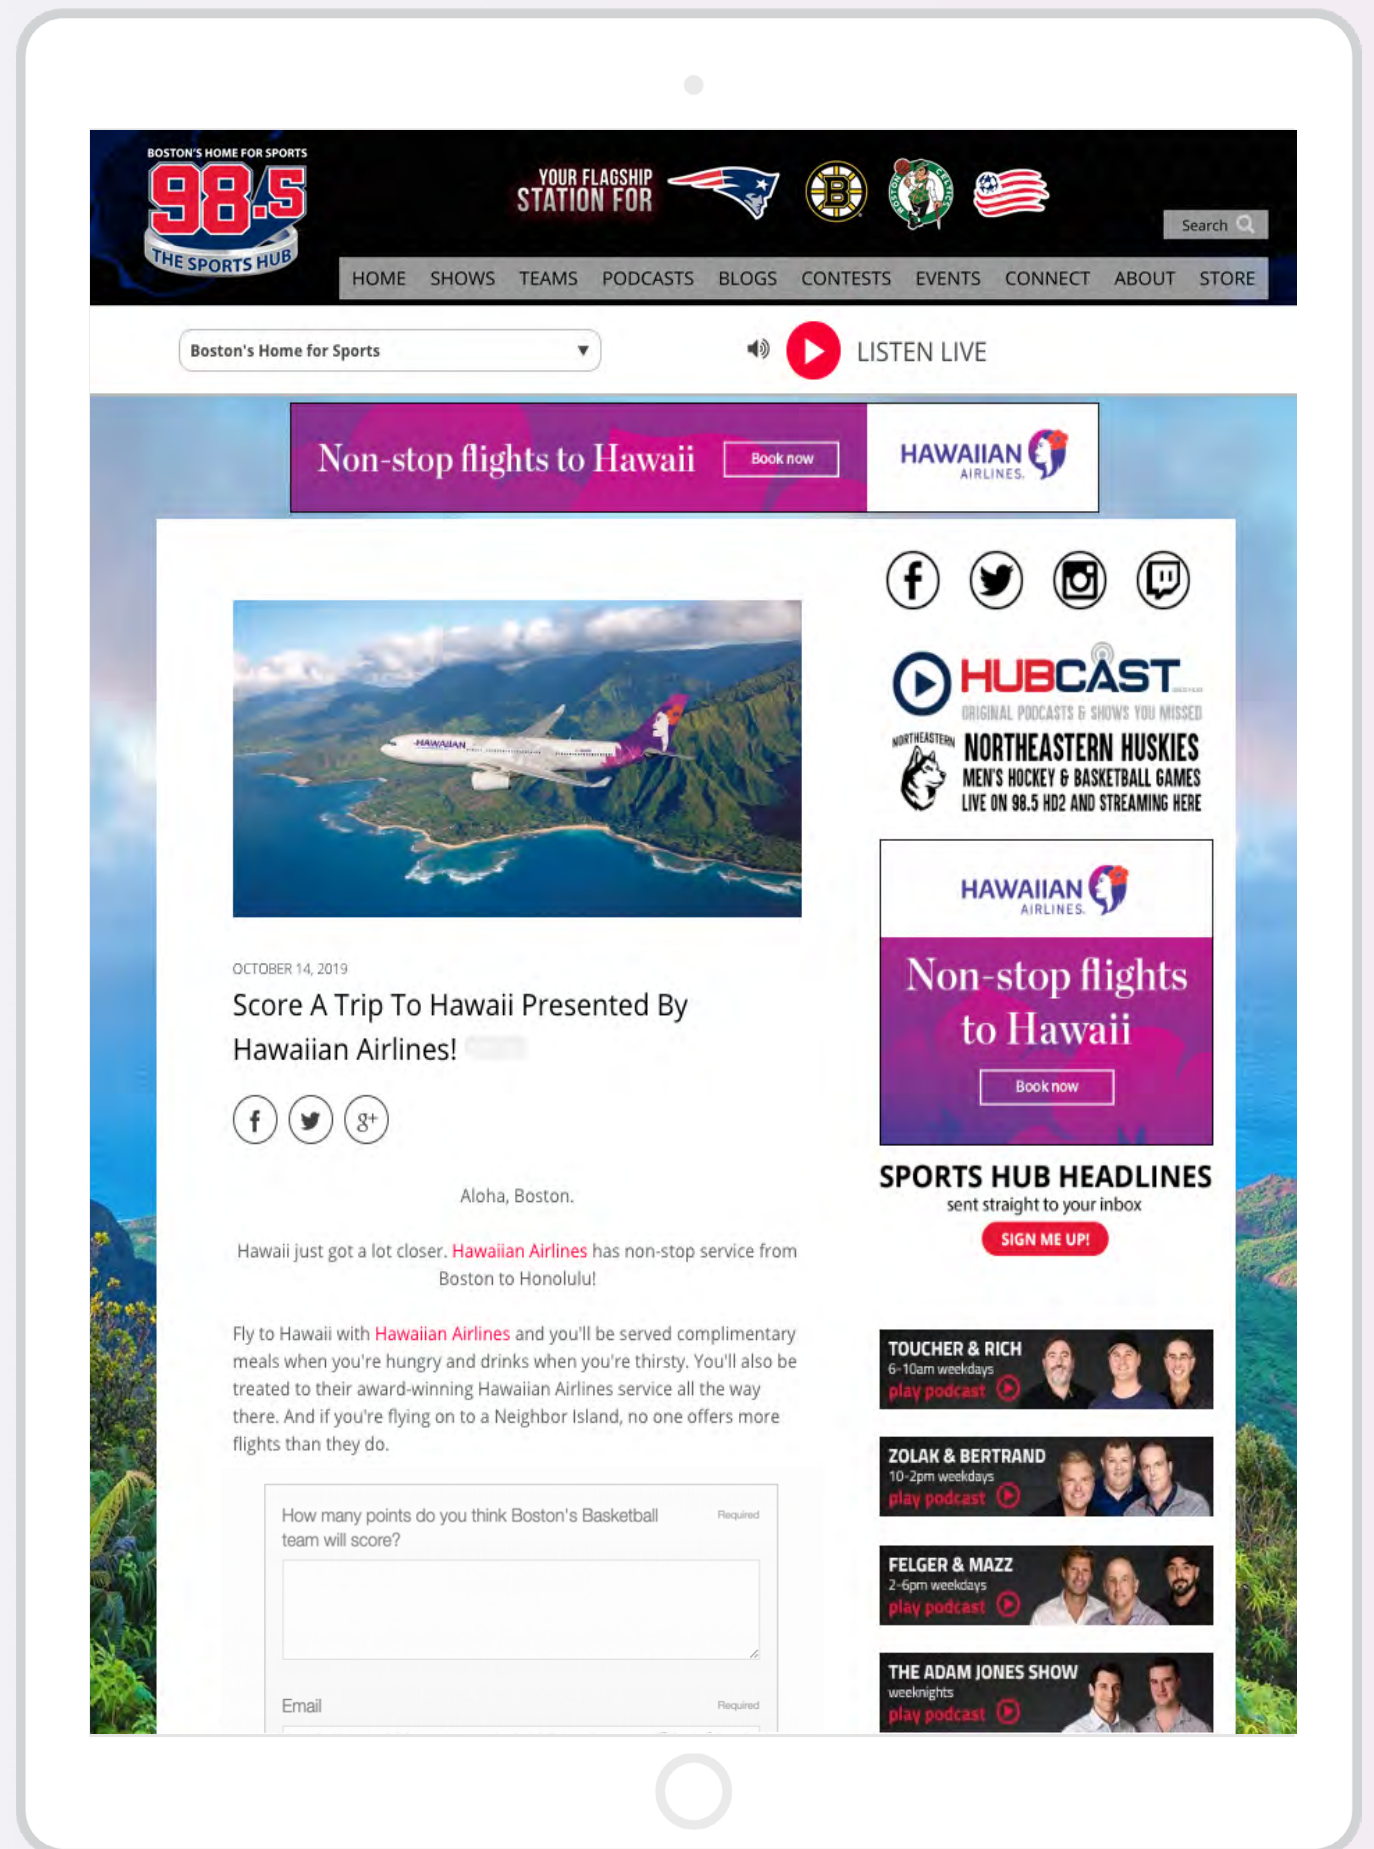 BOSTON'S HOME FOR SPORTS
98.5
THE SPORTS HUB
YOUR FLAGSHIP
STATION FOR
B
BOSTON
CELTICS
Search
HOME SHOWS TEAMS PODCASTS BLOGS CONTESTS EVENTS CONNECT ABOUT STORE
Boston's Home for Sports
LISTEN LIVE
Non-stop flights to Hawaii
Book now
HAWAIIAN
AIRLINES.
HAWAIIAN
OCTOBER 14, 2019
Score A Trip To Hawaii Presented By
Hawaiian Airlines!
f
g+
Aloha, Boston.
Hawaii just got a lot closer. Hawaiian Airlines has non-stop service from
Boston to Honolulu!
Fly to Hawaii with Hawaiian Airlines and you'll be served complimentary
meals when you're hungry and drinks when you're thirsty. You'll also be
treated to their award-winning Hawaiian Airlines service all the way
there. And if you're flying on to a Neighbor Island, no one offers more
flights than they do.
How many points do you think Boston's Basketball
team will score?
Required
Email
Required
f
HUBCAST
ORIGINAL PODCASTS & SHOWS YOU MISSED
NORTHEASTERN
NORTHEASTERN HUSKIES
MEN'S HOCKEY & BASKETBALL GAMES
LIVE ON 98.5 HD2 AND STREAMING HERE
HAWAIIAN
AIRLINES.
Non-stop flights
to Hawaii
Book now
SPORTS HUB HEADLINES
sent straight to your inbox
SIGN ME UP!
TOUCHER & RICH
6-10am weekdays
play podcast
ZOLAK & BERTRAND
10-2pm weekdays
play podcast
FELGER & MAZZ
2-6pm weekdays
play podcast
THE ADAM JONES SHOW
weeknights
play podcast